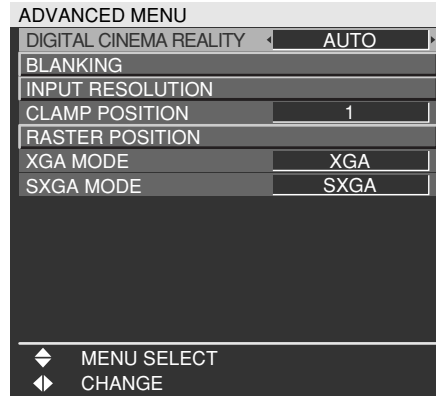 ADVANCED MENU
DIGITAL CINEMA REALITY AUTO
BLANKING
INPUT RESOLUTION
CLAMP POSITION 1
RASTER POSITION
XGA MODE XGA
SXGA MODE SXGA
MENU SELECT
CHANGE